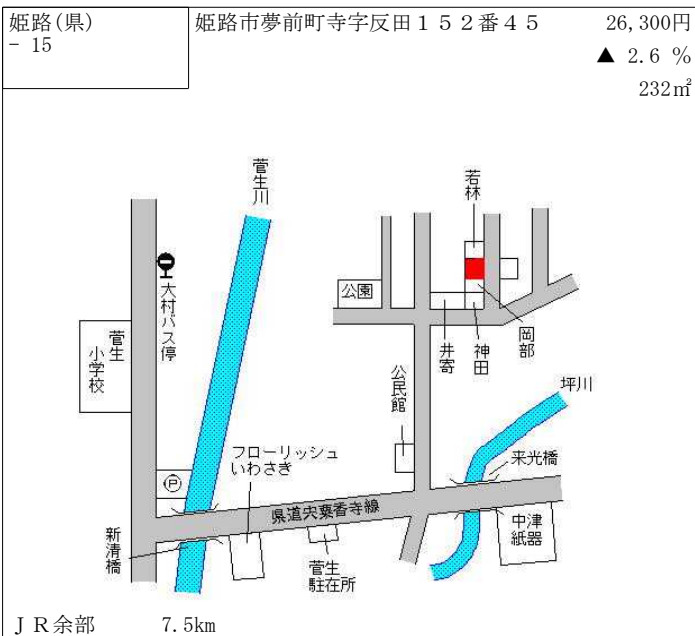 姫路(県)
- 15
姫路市夢前町寺字反田１５２番４５
26,300円
▲ 2.6 %
232㎡
菅生川
若林
大村バス停
公園
菅生
小学校
井寄
神田
岡部
公民館
坪川
フローリッシュ
いわさき
来光橋
Ｐ
県道宍粟香寺線
中津
紙器
新清橋
菅生
駐在所
ＪＲ余部
7.5km